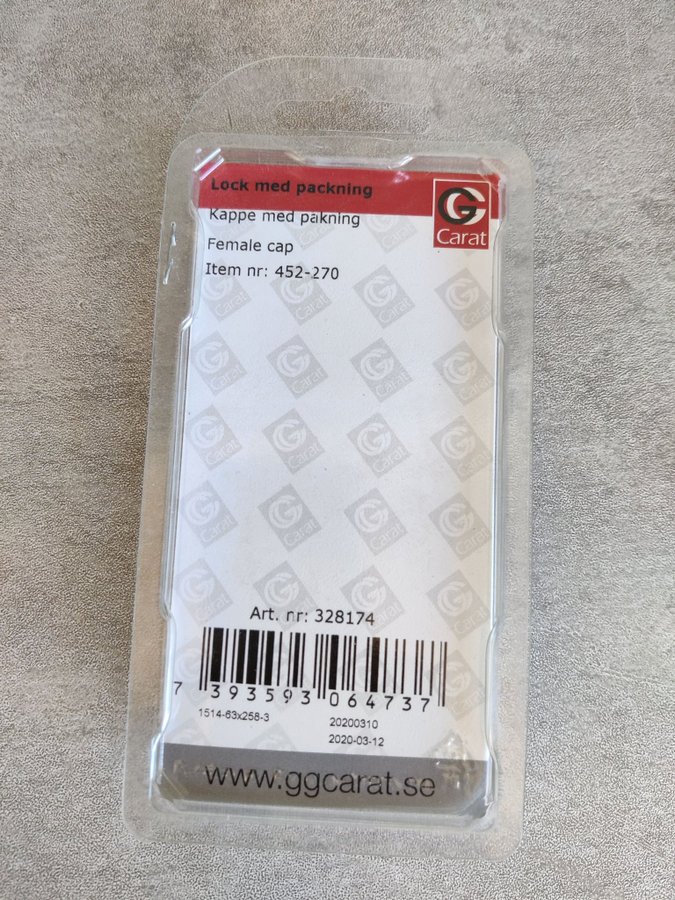 Lock med packning
Kappe med pakning
Female cap
Item nr: 452-270
GG
Carat
Art. nr: 328174
7 393593 064737
1514-63x258-3
20200310
2020-03-12
www.ggcarat.se